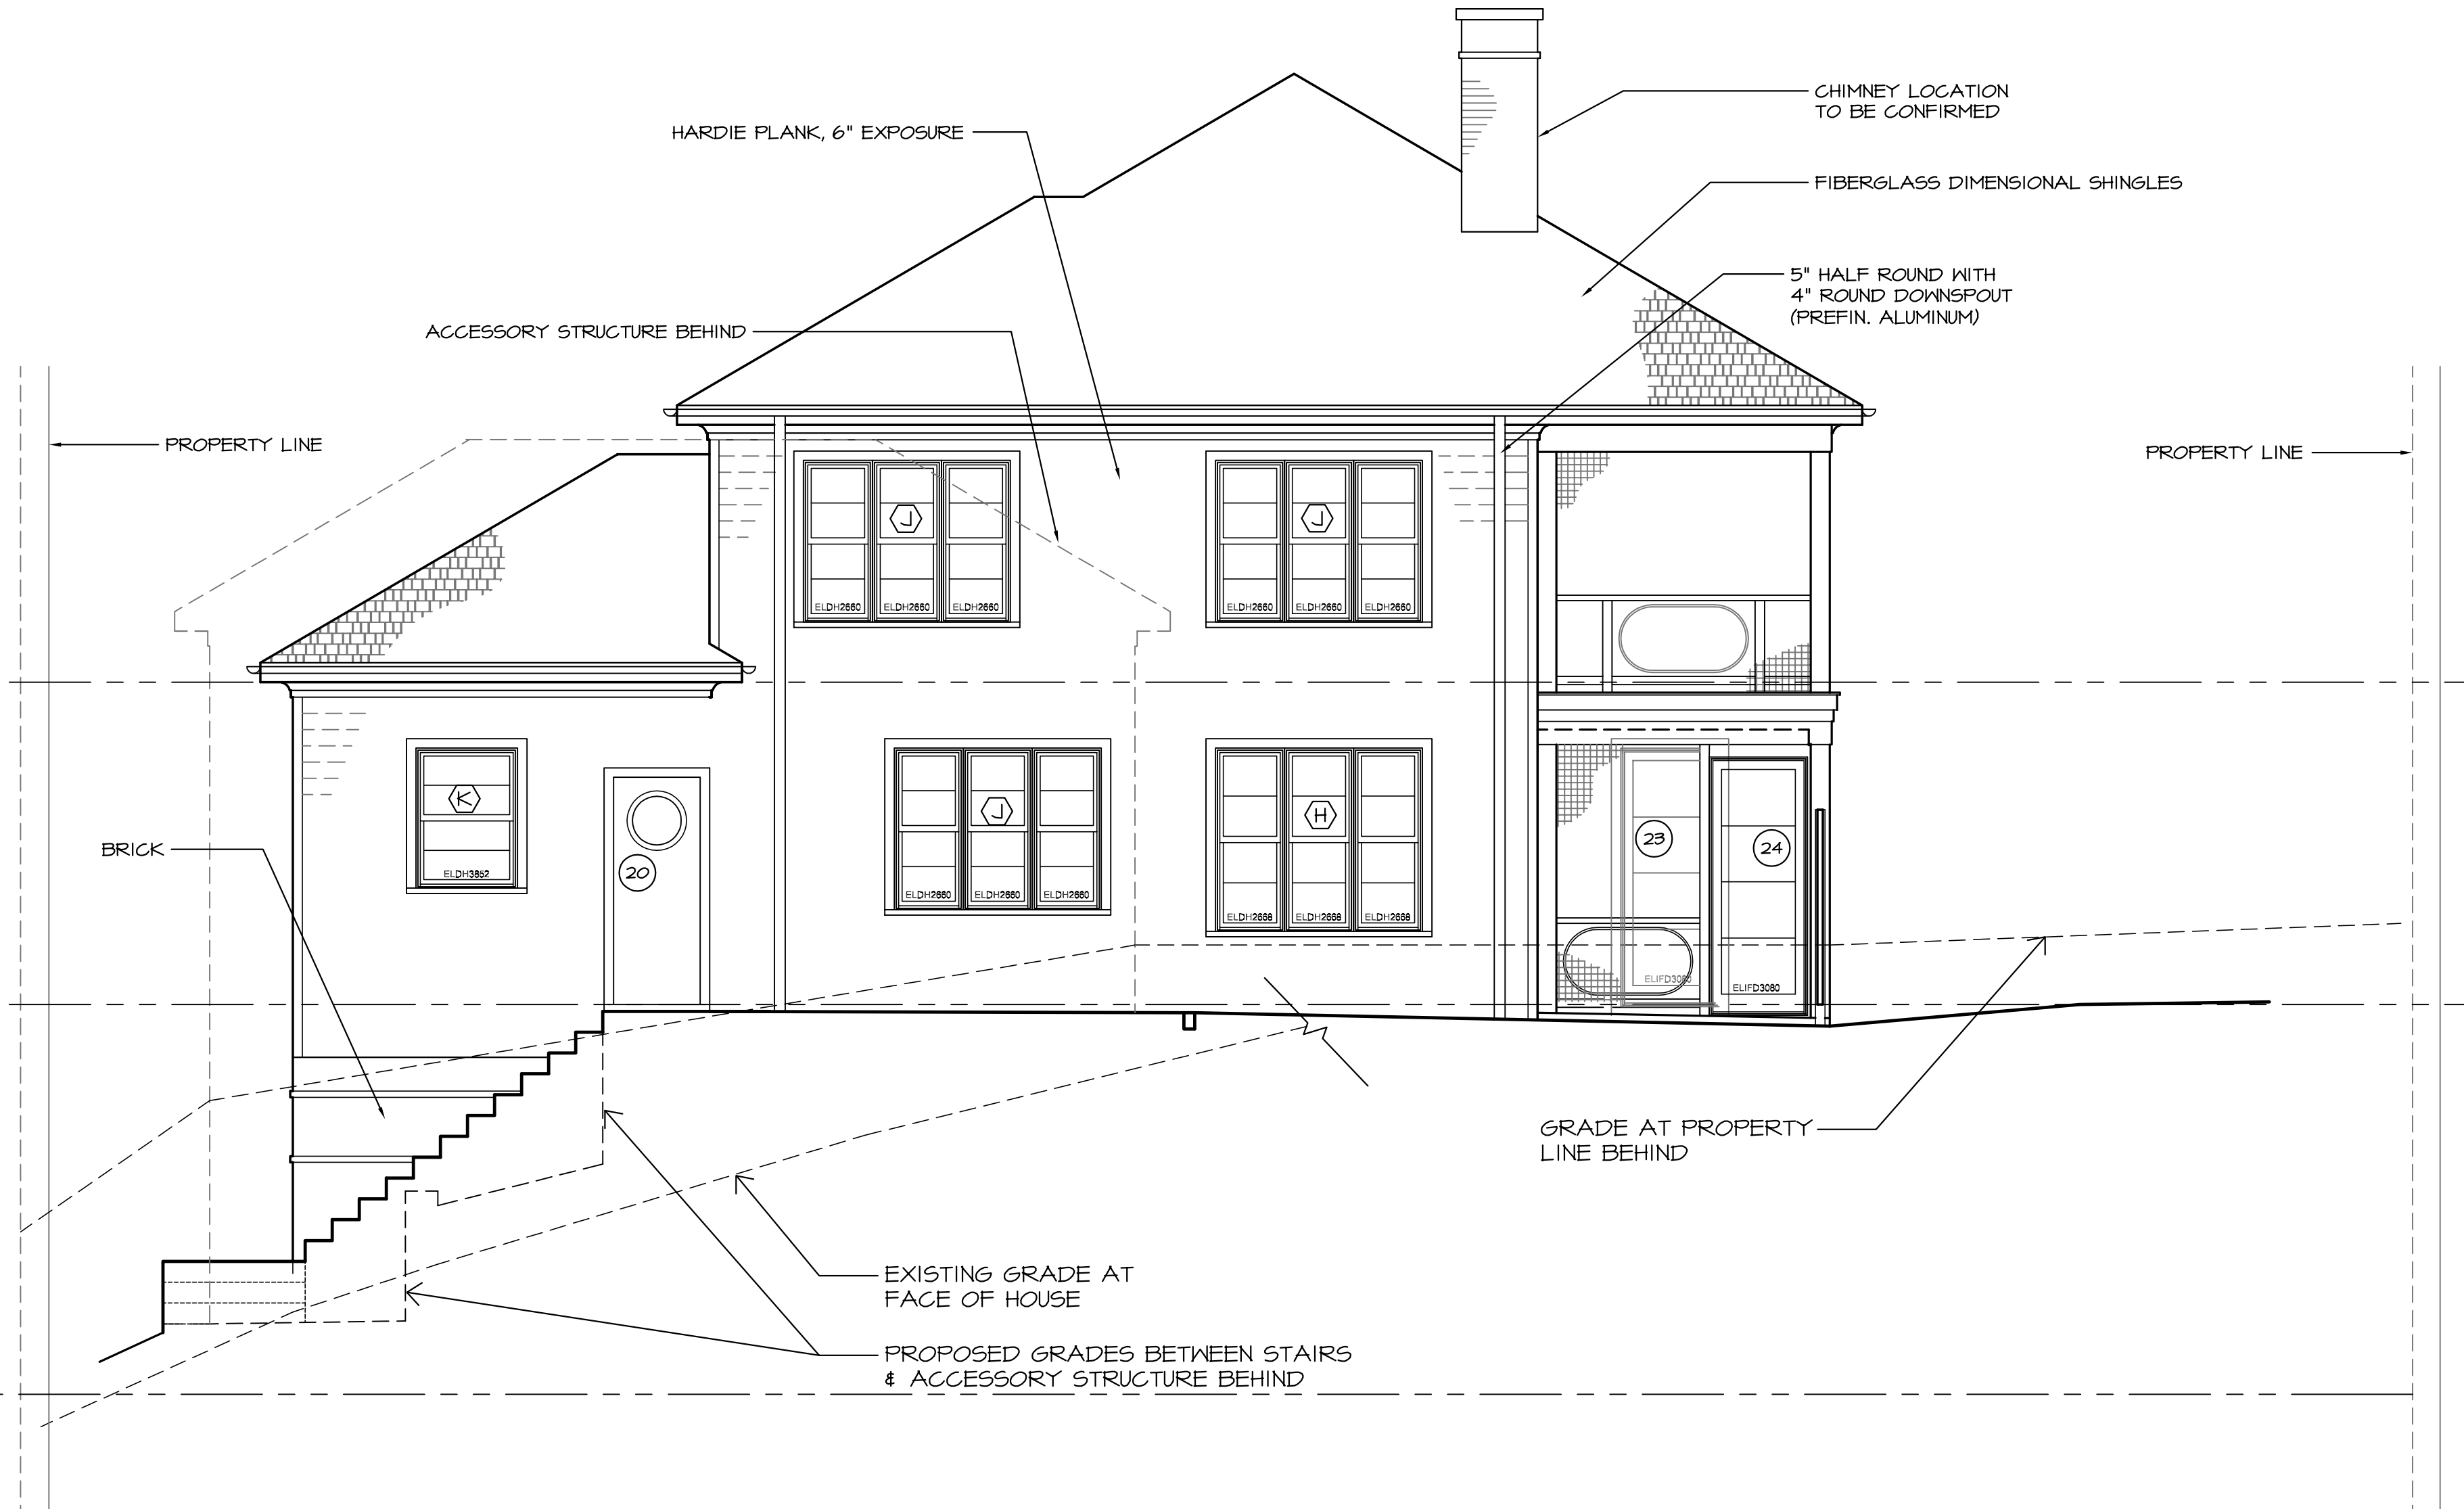 CHIMNEY LOCATION
TO BE CONFIRMED
HARDIE PLANK, 6" EXPOSURE
FIBERGLASS DIMENSIONAL SHINGLES
5" HALF ROUND WITH
4" ROUND DOWNSPOUT
(PREFIN. ALUMINUM)
ACCESSORY STRUCTURE BEHIND
PROPERTY LINE
PROPERTY LINE
J
J
ELDH2660 ELDH2660 ELDH2660
ELDH2660 ELDH2660 ELDH2660
K
J
H
23
24
BRICK
20
ELDH3852
ELDH2660 ELDH2660 ELDH2660
ELDH2668 ELDH2668 ELDH2668
ELIFD3080
ELIFD3080
GRADE AT PROPERTY
LINE BEHIND
EXISTING GRADE AT
FACE OF HOUSE
PROPOSED GRADES BETWEEN STAIRS
& ACCESSORY STRUCTURE BEHIND